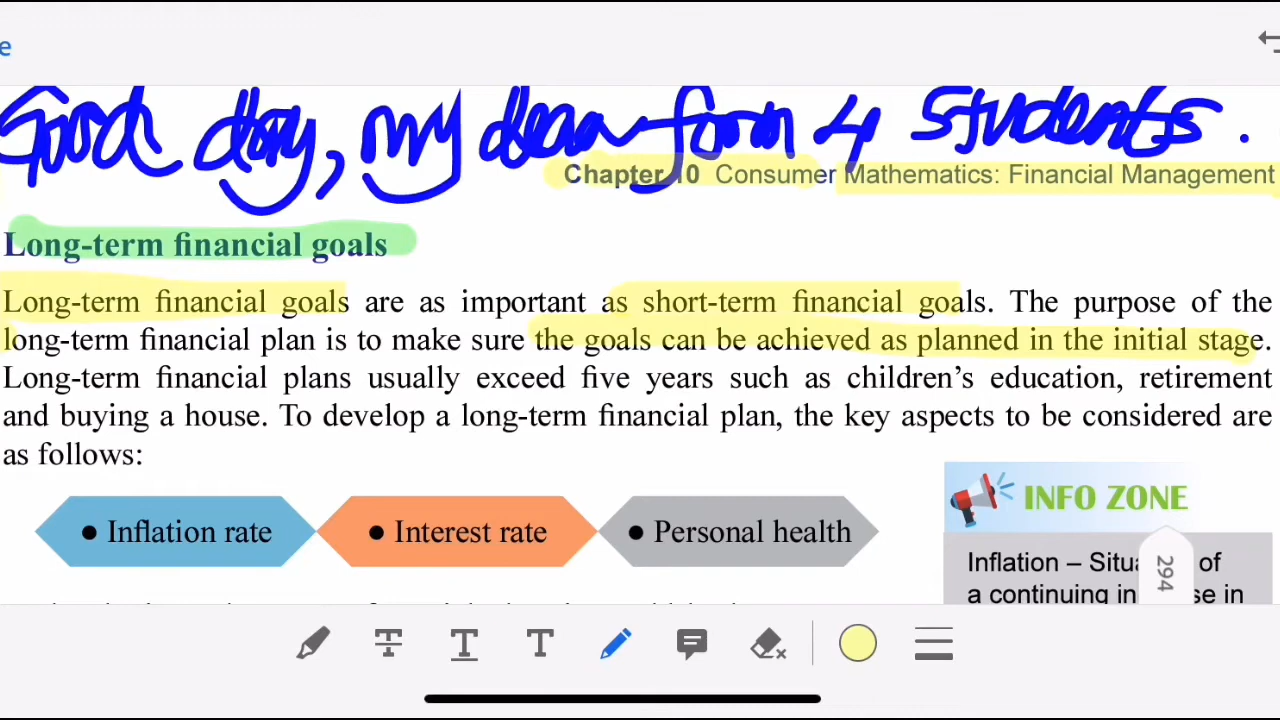 e
Good day, my dear form 4 students.
Chapter 10 Consumer Mathematics: Financial Management
Long-term financial goals
Long-term financial goals are as important as short-term financial goals. The purpose of the
long-term financial plan is to make sure the goals can be achieved as planned in the initial stage.
Long-term financial plans usually exceed five years such as children's education, retirement
and buying a house. To develop a long-term financial plan, the key aspects to be considered are
as follows:
● Inflation rate
● Interest rate
● Personal health
INFO ZONE
Inflation – of
a continuing in
294
T
T
T